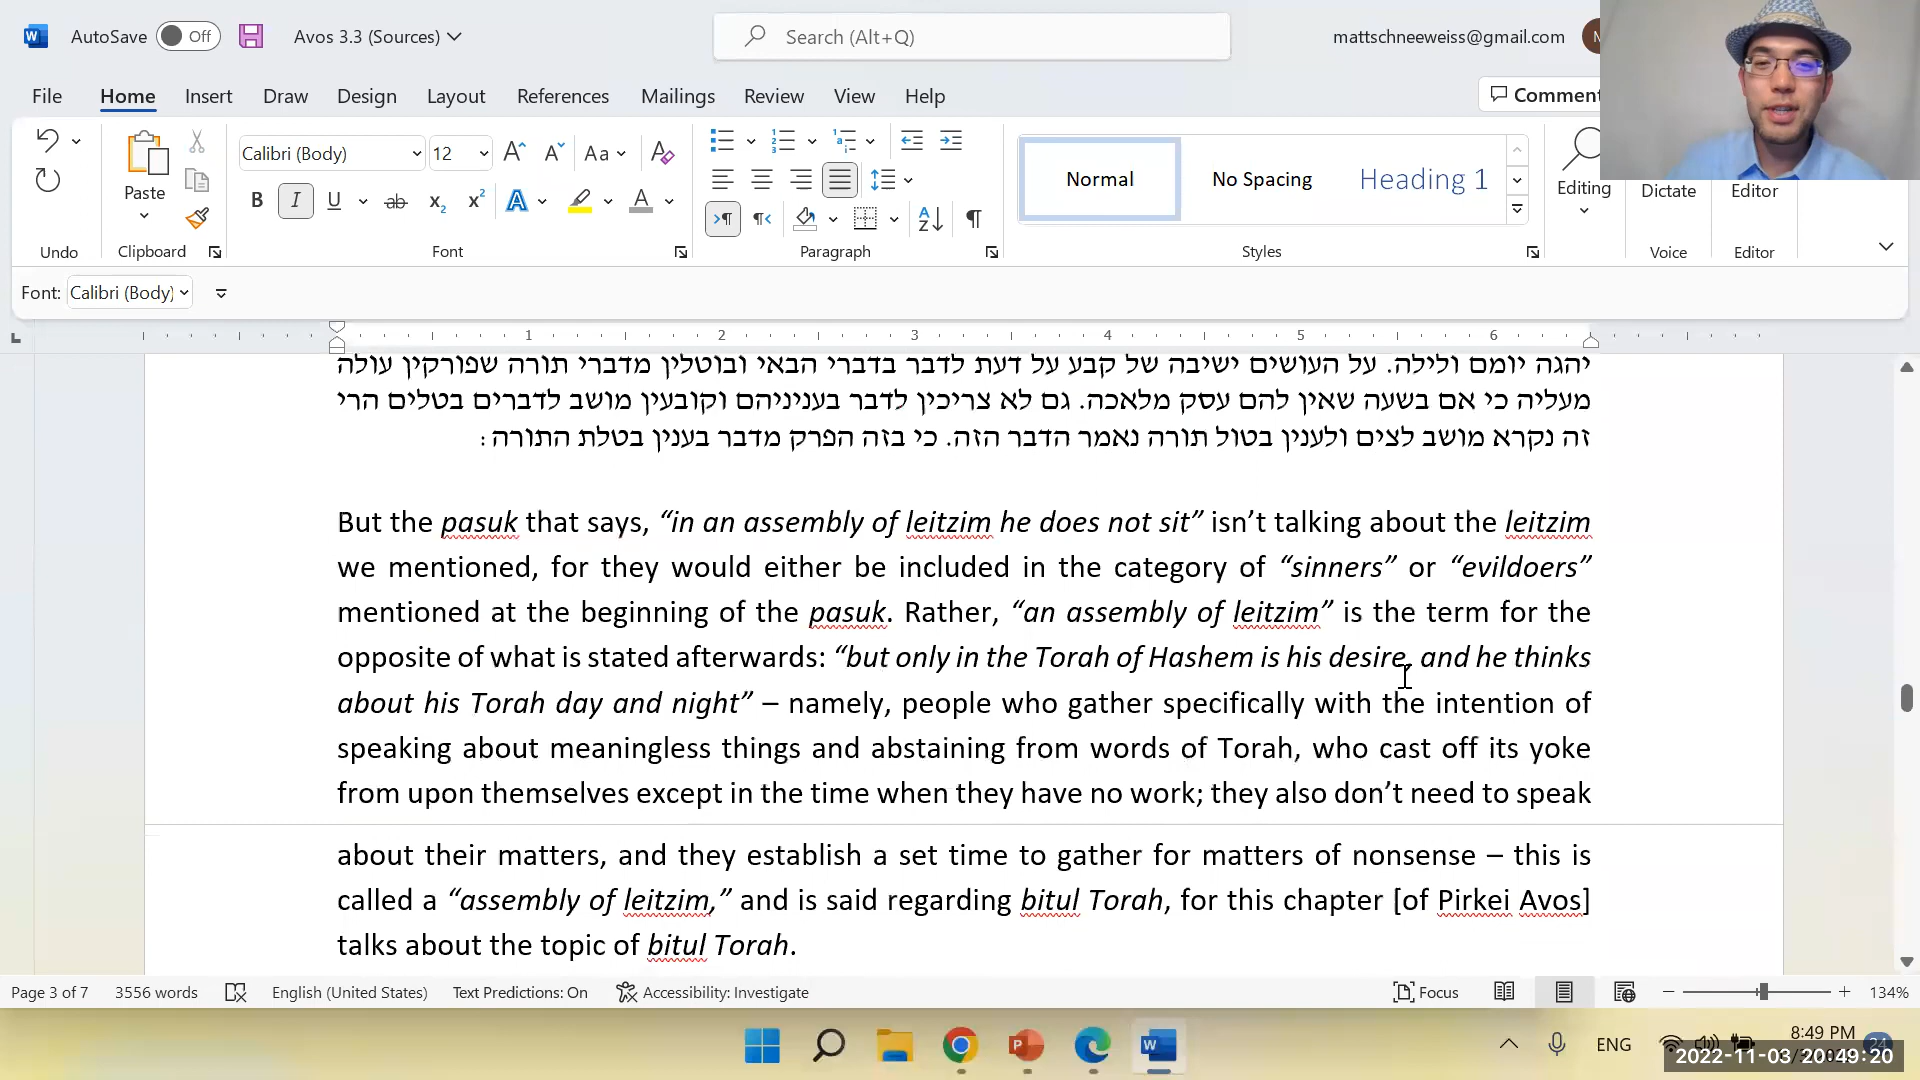 AutoSave Off Avos 3.3 (Sources) Search (Alt+Q) mattschneeweiss@gmail.com
File Home Insert Draw Design Layout References Mailings Review View Help
Calibri (Body) 12 Aa
Paste
Normal No Spacing Heading 1
Editing Dictate Editor
Undo Clipboard Font Paragraph Styles Voice Editor
Font: Calibri (Body)
1 2 3 4 5 6
יהגה יומם ולילה. על העושים ישיבה של קבע על דעת לדבר בדברי הבאי ובוטלין מדברי תורה שפורקין עולה
מעליה כי אם בשעה שאין להם עסק מלאכה. גם לא צריכין לדבר בעניניהם וקובעין מושב לדברים בטלים הרי
זה נקרא מושב לצים ולענין בטול תורה נאמר הדבר הזה. כי בזה הפרק מדבר בענין בטלת התורה:
But the pasuk that says, “in an assembly of leitzim he does not sit” isn’t talking about the leitzim
we mentioned, for they would either be included in the category of “sinners” or “evildoers”
mentioned at the beginning of the pasuk. Rather, “an assembly of leitzim” is the term for the
opposite of what is stated afterwards: “but only in the Torah of Hashem is his desire, and he thinks
about his Torah day and night” – namely, people who gather specifically with the intention of
speaking about meaningless things and abstaining from words of Torah, who cast off its yoke
from upon themselves except in the time when they have no work; they also don’t need to speak
about their matters, and they establish a set time to gather for matters of nonsense – this is
called a “assembly of leitzim,” and is said regarding bitul Torah, for this chapter [of Pirkei Avos]
talks about the topic of bitul Torah.
Page 3 of 7 3556 words English (United States) Text Predictions: On Accessibility: Investigate Focus 134%
ENG 8:49 PM
2022-11-03 20:49:20